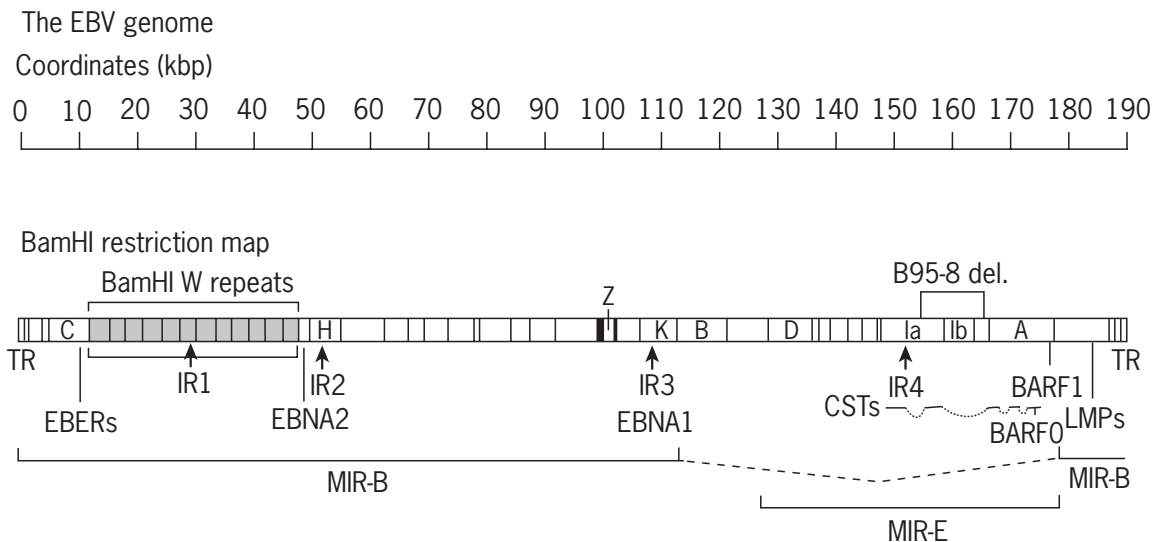 The EBV genome
Coordinates (kbp)
0 10 20 30 40 50 60 70 80 90 100 110 120 130 140 150 160 170 180 190
BamHI restriction map
BamHI W repeats
B95-8 del.
Z
C H K B D Ia Ib A
TR IR1 IR2 IR3 IR4 BARF1 TR
EBERs EBNA2 EBNA1 CSTs LMPs
BARF0
MIR-B MIR-B
MIR-E